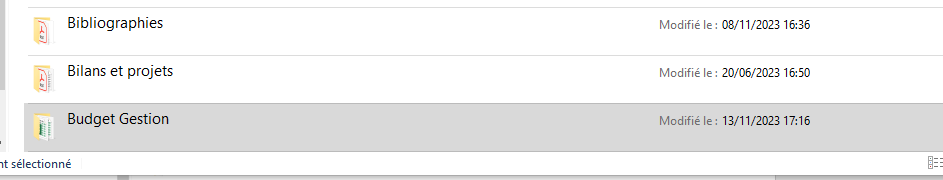 Bibliographies Modifié le : 08/11/2023 16:36
Bilans et projets Modifié le : 20/06/2023 16:50
Budget Gestion Modifié le : 13/11/2023 17:16
nt sélectionné